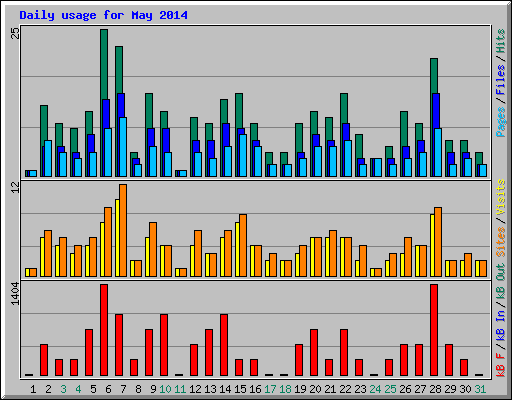 Daily usage for May 2014
25
Pages / Files / Hits
12
Sites / Visits
1404
kB F / kB In / kB Out
1 2 3 4 5 6 7 8 9 10 11 12 13 14 15 16 17 18 19 20 21 22 23 24 25 26 27 28 29 30 31